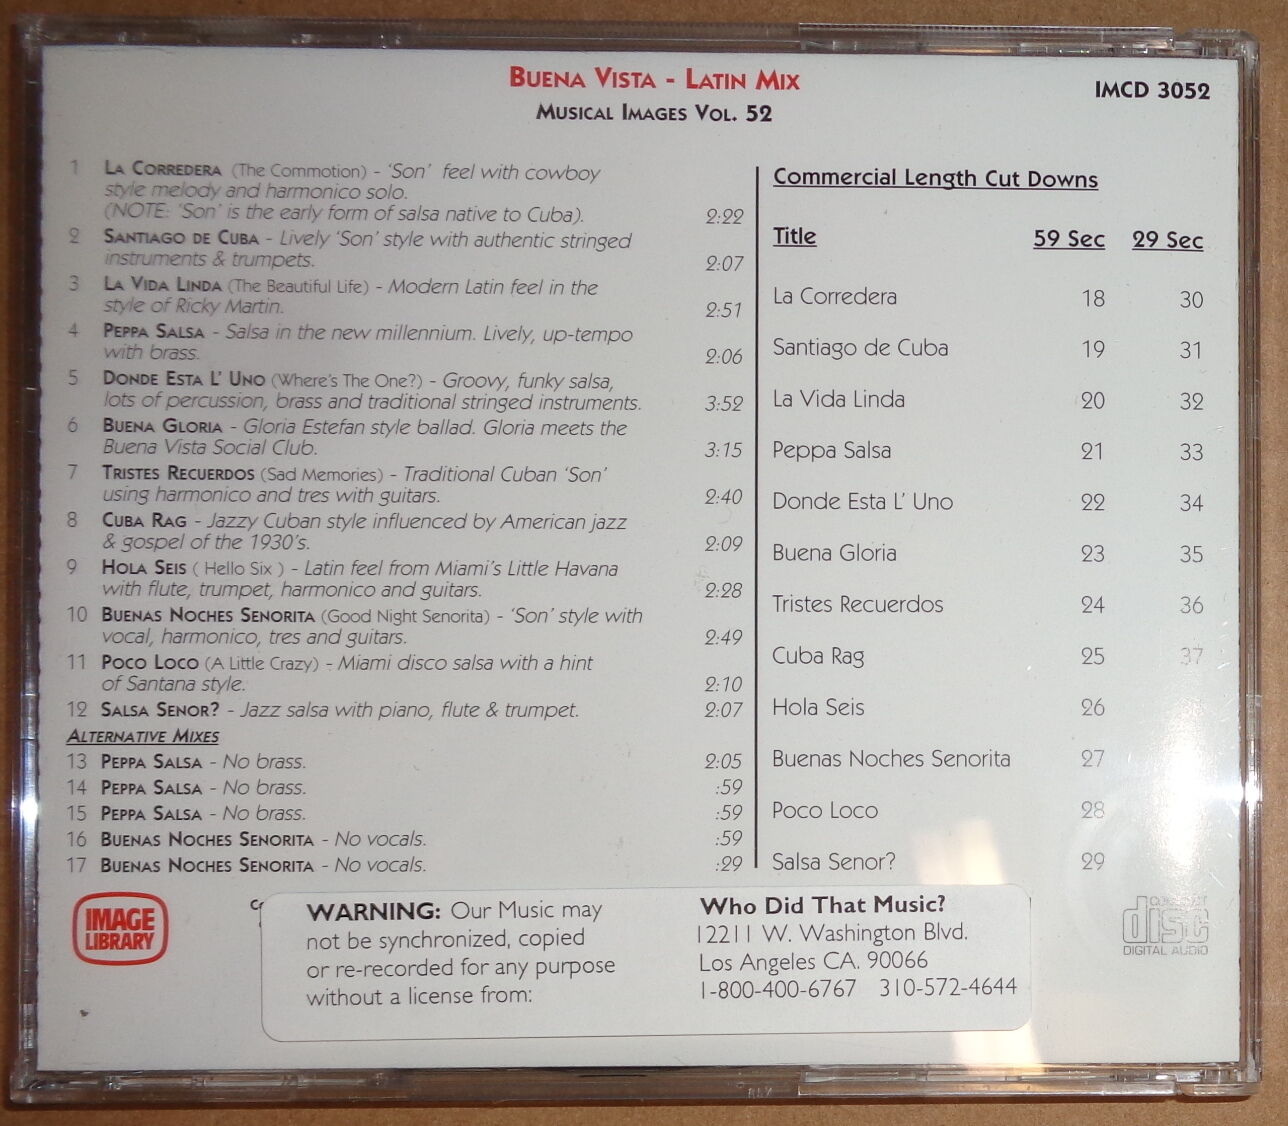 BUENA VISTA - LATIN MIX
MUSICAL IMAGES VOL. 52
IMCD 3052
1 LA CORREDERA (The Commotion) - 'Son' feel with cowboy
style melody and harmonico solo.
(NOTE: 'Son' is the early form of salsa native to Cuba). 2:22
2 SANTIAGO DE CUBA - Lively 'Son' style with authentic stringed
instruments & trumpets. 2:07
3 LA VIDA LINDA (The Beautiful Life) - Modern Latin feel in the
style of Ricky Martin. 2:51
4 PEPPA SALSA - Salsa in the new millennium. Lively, up-tempo
with brass. 2:06
5 DONDE ESTA L' UNO (Where's The One?) - Groovy, funky salsa,
lots of percussion, brass and traditional stringed instruments. 3:52
6 BUENA GLORIA - Gloria Estefan style ballad. Gloria meets the
Buena Vista Social Club. 3:15
7 TRISTES RECUERDOS (Sad Memories) - Traditional Cuban 'Son'
using harmonico and tres with guitars. 2:40
8 CUBA RAG - Jazzy Cuban style influenced by American jazz
& gospel of the 1930's. 2:09
9 HOLA SEIS ( Hello Six ) - Latin feel from Miami's Little Havana
with flute, trumpet, harmonico and guitars. 2:28
10 BUENAS NOCHES SENORITA (Good Night Senorita) - 'Son' style with
vocal, harmonico, tres and guitars. 2:49
11 POCO LOCO (A Little Crazy) - Miami disco salsa with a hint
of Santana style. 2:10
12 SALSA SENOR? - Jazz salsa with piano, flute & trumpet. 2:07
ALTERNATIVE MIXES
13 PEPPA SALSA - No brass. 2:05
14 PEPPA SALSA - No brass. :59
15 PEPPA SALSA - No brass. :59
16 BUENAS NOCHES SENORITA - No vocals. :59
17 BUENAS NOCHES SENORITA - No vocals. :29
Commercial Length Cut Downs
Title 59 Sec 29 Sec
La Corredera 18 30
Santiago de Cuba 19 31
La Vida Linda 20 32
Peppa Salsa 21 33
Donde Esta L' Uno 22 34
Buena Gloria 23 35
Tristes Recuerdos 24 36
Cuba Rag 25 37
Hola Seis 26
Buenas Noches Senorita 27
Poco Loco 28
Salsa Senor? 29
IMAGE
LIBRARY
WARNING: Our Music may
not be synchronized, copied
or re-recorded for any purpose
without a license from:
Who Did That Music?
12211 W. Washington Blvd.
Los Angeles CA. 90066
1-800-400-6767 310-572-4644
COMPACT
disc
DIGITAL AUDIO